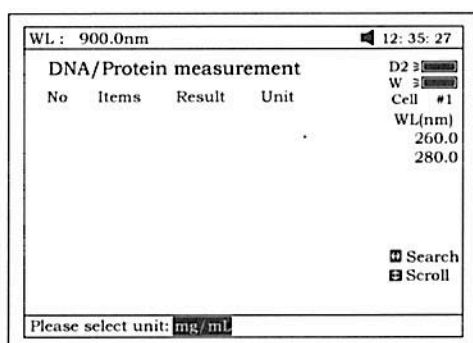 WL : 900.0nm 12: 35: 27
DNA/Protein measurement
D2
W
No Items Result Unit
Cell #1
WL(nm)
260.0
280.0
Search
Scroll
Please select unit: mg/mL